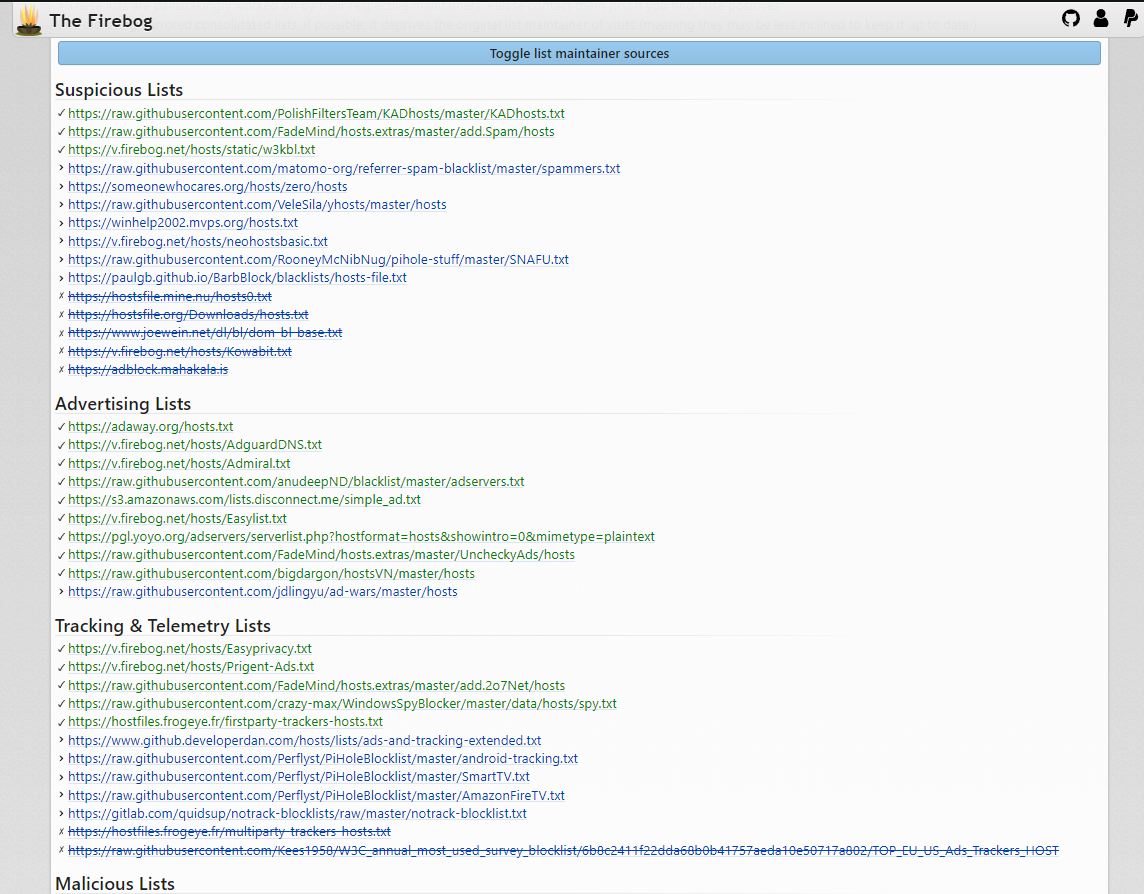 The Firebog
Toggle list maintainer sources
Suspicious Lists
✓ https://raw.githubusercontent.com/PolishFiltersTeam/KADhosts/master/KADhosts.txt
✓ https://raw.githubusercontent.com/FadeMind/hosts.extras/master/add.Spam/hosts
✓ https://v.firebog.net/hosts/static/w3kbl.txt
› https://raw.githubusercontent.com/matomo-org/referrer-spam-blacklist/master/spammers.txt
› https://someonewhocares.org/hosts/zero/hosts
› https://raw.githubusercontent.com/VeleSila/yhosts/master/hosts
› https://winhelp2002.mvps.org/hosts.txt
› https://v.firebog.net/hosts/neohostsbasic.txt
› https://raw.githubusercontent.com/RooneyMcNibNug/pihole-stuff/master/SNAFU.txt
› https://paulgb.github.io/BarbBlock/blacklists/hosts-file.txt
✗ https://hostsfile.mine.nu/hosts0.txt
✗ https://hostsfile.org/Downloads/hosts.txt
✗ https://www.joewein.net/dl/bl/dom-bl-base.txt
✗ https://v.firebog.net/hosts/Kowabit.txt
✗ https://adblock.mahakala.is
Advertising Lists
✓ https://adaway.org/hosts.txt
✓ https://v.firebog.net/hosts/AdguardDNS.txt
✓ https://v.firebog.net/hosts/Admiral.txt
✓ https://raw.githubusercontent.com/anudeepND/blacklist/master/adservers.txt
✓ https://s3.amazonaws.com/lists.disconnect.me/simple_ad.txt
✓ https://v.firebog.net/hosts/Easylist.txt
✓ https://pgl.yoyo.org/adservers/serverlist.php?hostformat=hosts&showintro=0&mimetype=plaintext
✓ https://raw.githubusercontent.com/FadeMind/hosts.extras/master/UncheckyAds/hosts
✓ https://raw.githubusercontent.com/bigdargon/hostsVN/master/hosts
› https://raw.githubusercontent.com/jdlingyu/ad-wars/master/hosts
Tracking & Telemetry Lists
✓ https://v.firebog.net/hosts/Easyprivacy.txt
✓ https://v.firebog.net/hosts/Prigent-Ads.txt
✓ https://raw.githubusercontent.com/FadeMind/hosts.extras/master/add.2o7Net/hosts
✓ https://raw.githubusercontent.com/crazy-max/WindowsSpyBlocker/master/data/hosts/spy.txt
✓ https://hostfiles.frogeye.fr/firstparty-trackers-hosts.txt
› https://www.github.developerdan.com/hosts/lists/ads-and-tracking-extended.txt
› https://raw.githubusercontent.com/Perflyst/PiHoleBlocklist/master/android-tracking.txt
› https://raw.githubusercontent.com/Perflyst/PiHoleBlocklist/master/SmartTV.txt
› https://raw.githubusercontent.com/Perflyst/PiHoleBlocklist/master/AmazonFireTV.txt
› https://gitlab.com/quidsup/notrack-blocklists/raw/master/notrack-blocklist.txt
✗ https://hostfiles.frogeye.fr/multiparty-trackers-hosts.txt
✗ https://raw.githubusercontent.com/Kees1958/W3C_annual_most_used_survey_blocklist/6b8c2411f22dda68b0b41757aeda10e50717a802/TOP_EU_US_Ads_Trackers_HOST
Malicious Lists